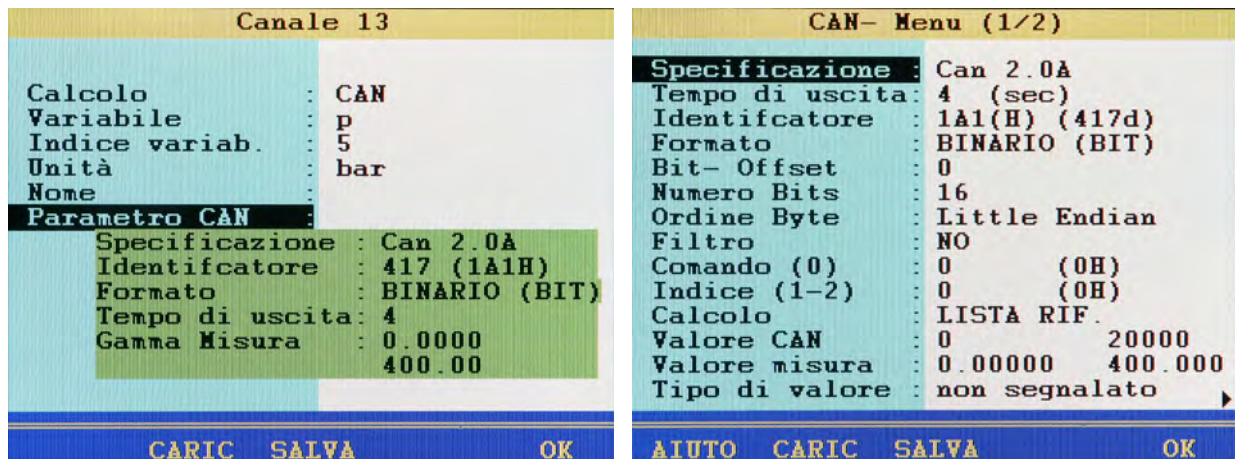 Canale 13
Calcolo : CAN
Variabile : p
Indice variab. : 5
Unità : bar
Nome :
Parametro CAN :
Specificazione : Can 2.0A
Identifcatore : 417 (1A1H)
Formato : BINARIO (BIT)
Tempo di uscita: 4
Gamma Misura : 0.0000
400.00
CARIC SALVA OK
CAN- Menu (1/2)
Specificazione : Can 2.0A
Tempo di uscita: 4 (sec)
Identifcatore : 1A1(H) (417d)
Formato : BINARIO (BIT)
Bit- Offset : 0
Numero Bits : 16
Ordine Byte : Little Endian
Filtro : NO
Comando (0) : 0 (0H)
Indice (1-2) : 0 (0H)
Calcolo : LISTA RIF.
Valore CAN : 0 20000
Valore misura : 0.00000 400.000
Tipo di valore : non segnalato
AIUTO CARIC SALVA OK